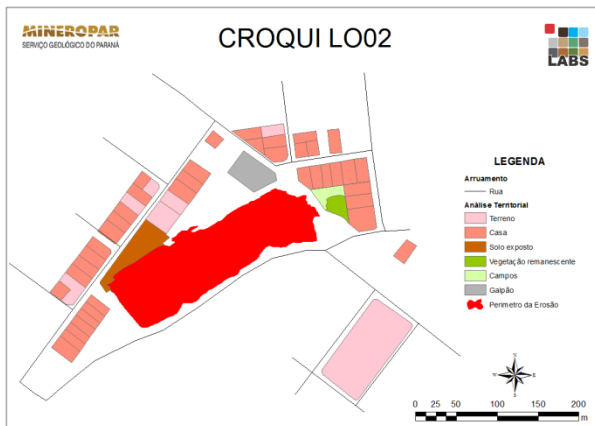 MINEROPAR
SERVIÇO GEOLÓGICO DO PARANÁ
CROQUI LO02
LABS
LEGENDA
Arruamento
Rua
Análise Territorial
Terreno
Casa
Solo exposto
Vegetação remanescente
Campos
Galpão
Perímetro da Erosão
N
W E
S
0 25 50 100 150 200
m